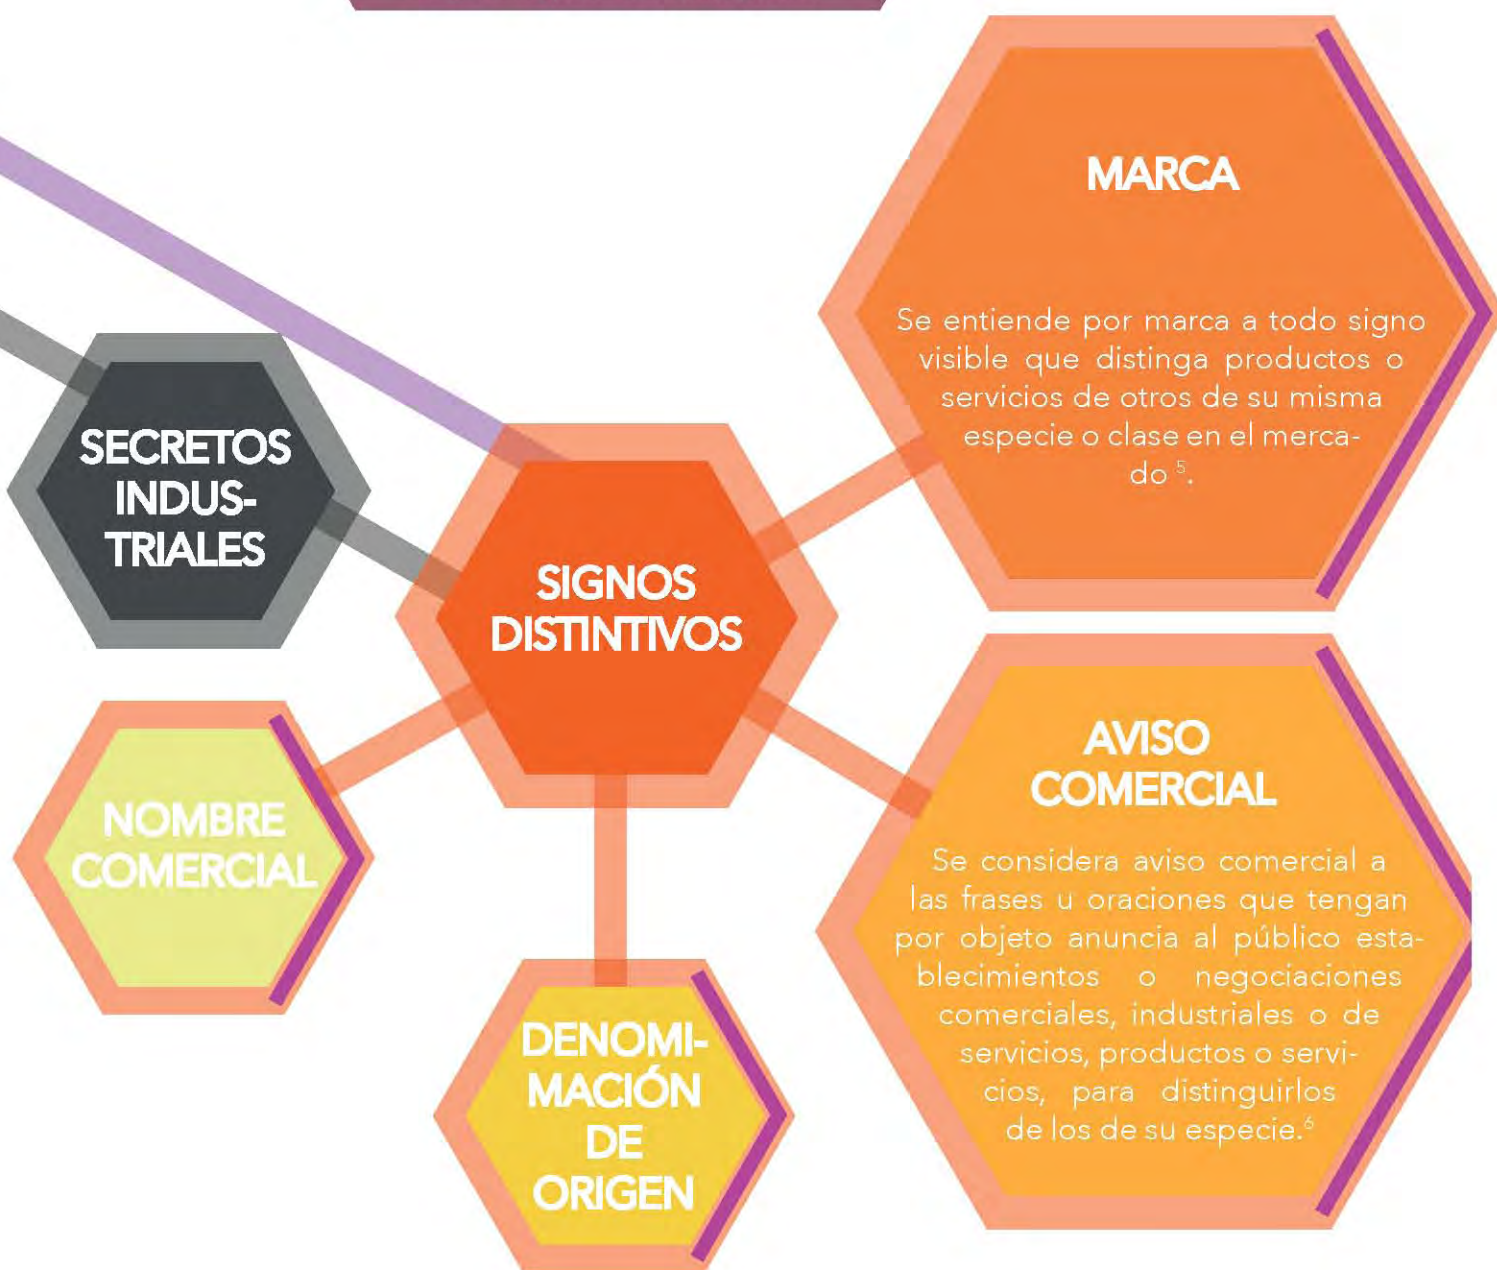 MARCA
Se entiende por marca a todo signo
visible que distinga productos o
servicios de otros de su misma
especie o clase en el merca-
do ⁵.
SECRETOS
INDUS-
TRIALES
SIGNOS
DISTINTIVOS
AVISO
COMERCIAL
Se considera aviso comercial a
las frases u oraciones que tengan
por objeto anuncia al público esta-
blecimientos o negociaciones
comerciales, industriales o de
servicios, productos o servi-
cios, para distinguirlos
de los de su especie.⁶
NOMBRE
COMERCIAL
DENOMI-
MACIÓN
DE
ORIGEN